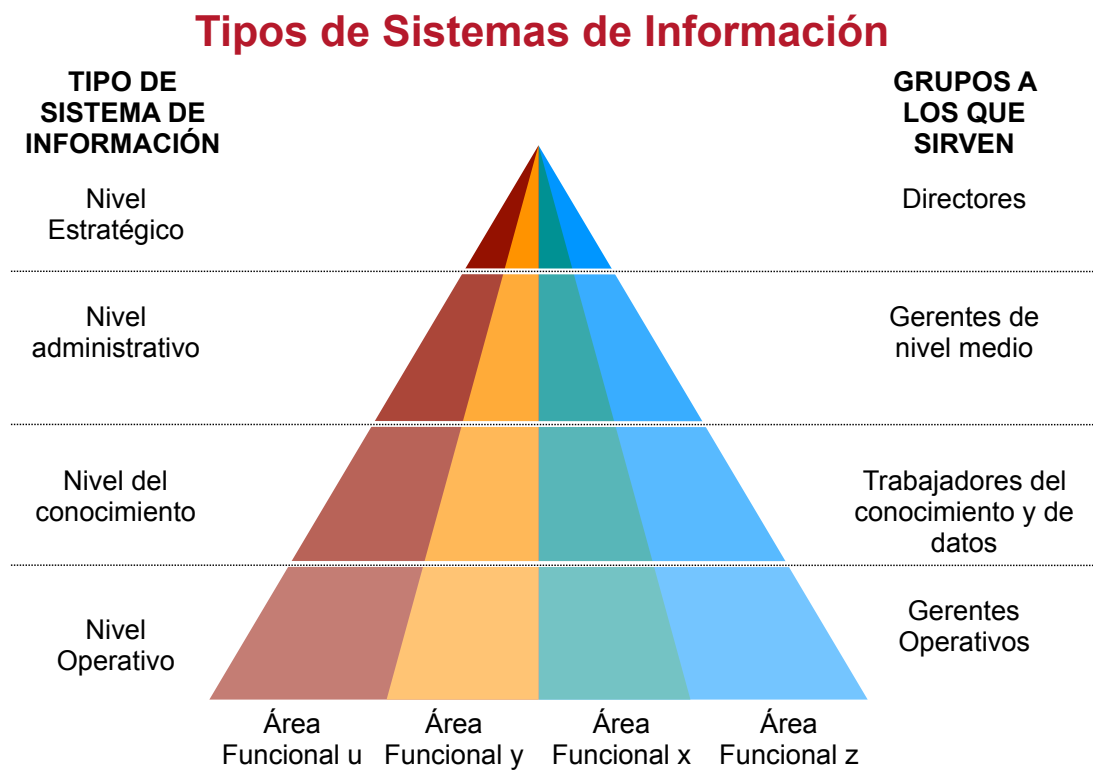 Tipos de Sistemas de Información
TIPO DE
SISTEMA DE
INFORMACIÓN
GRUPOS A
LOS QUE
SIRVEN
Nivel
Estratégico
Directores
Nivel
administrativo
Gerentes de
nivel medio
Nivel del
conocimiento
Trabajadores del
conocimiento y de
datos
Nivel
Operativo
Gerentes
Operativos
Área
Funcional u
Área
Funcional y
Área
Funcional x
Área
Funcional z